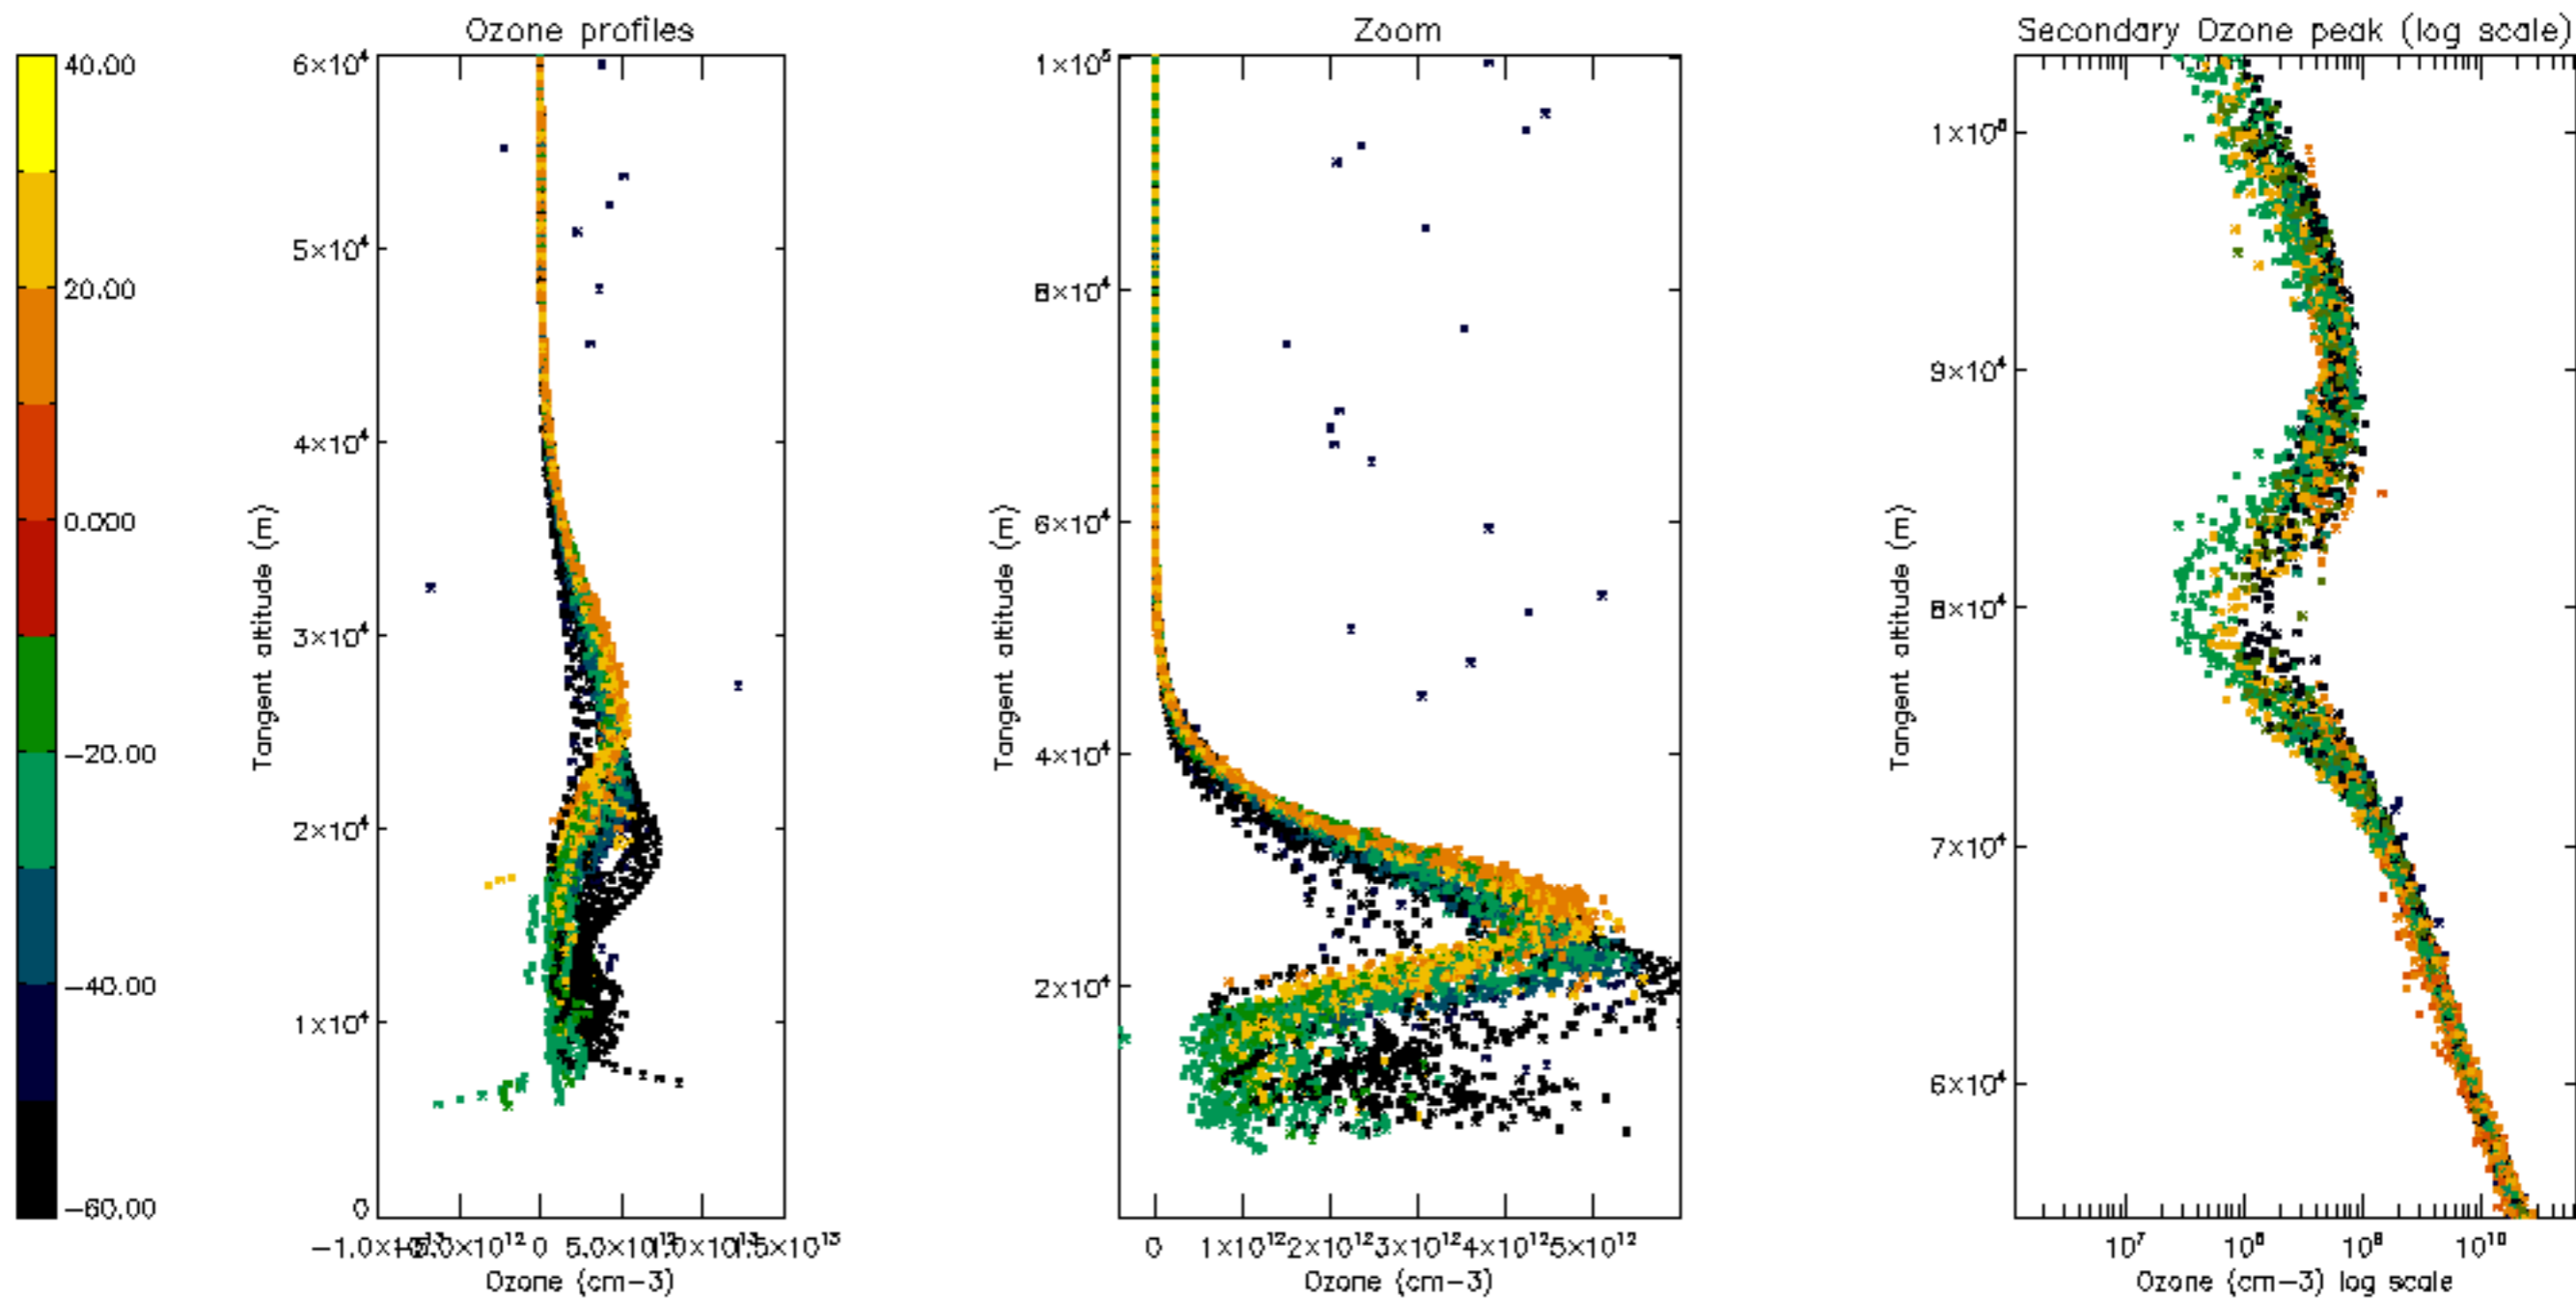 Ozone profiles
Zoom
Secondary Ozone peak (log scale)
40.00
20.00
0.000
−20.00
−40.00
−60.00
Tangent altitude (m)
6×10⁴
5×10⁴
4×10⁴
3×10⁴
2×10⁴
1×10⁴
0
0
Ozone (cm−3)
Tangent altitude (m)
1×10⁵
8×10⁴
6×10⁴
4×10⁴
2×10⁴
0 1×10¹² 2×10¹² 3×10¹² 4×10¹² 5×10¹²
Ozone (cm−3)
Tangent altitude (m)
9×10⁴
8×10⁴
7×10⁴
6×10⁴
10⁷ 10⁸ 10⁹ 10¹⁰
Ozone (cm−3) log scale